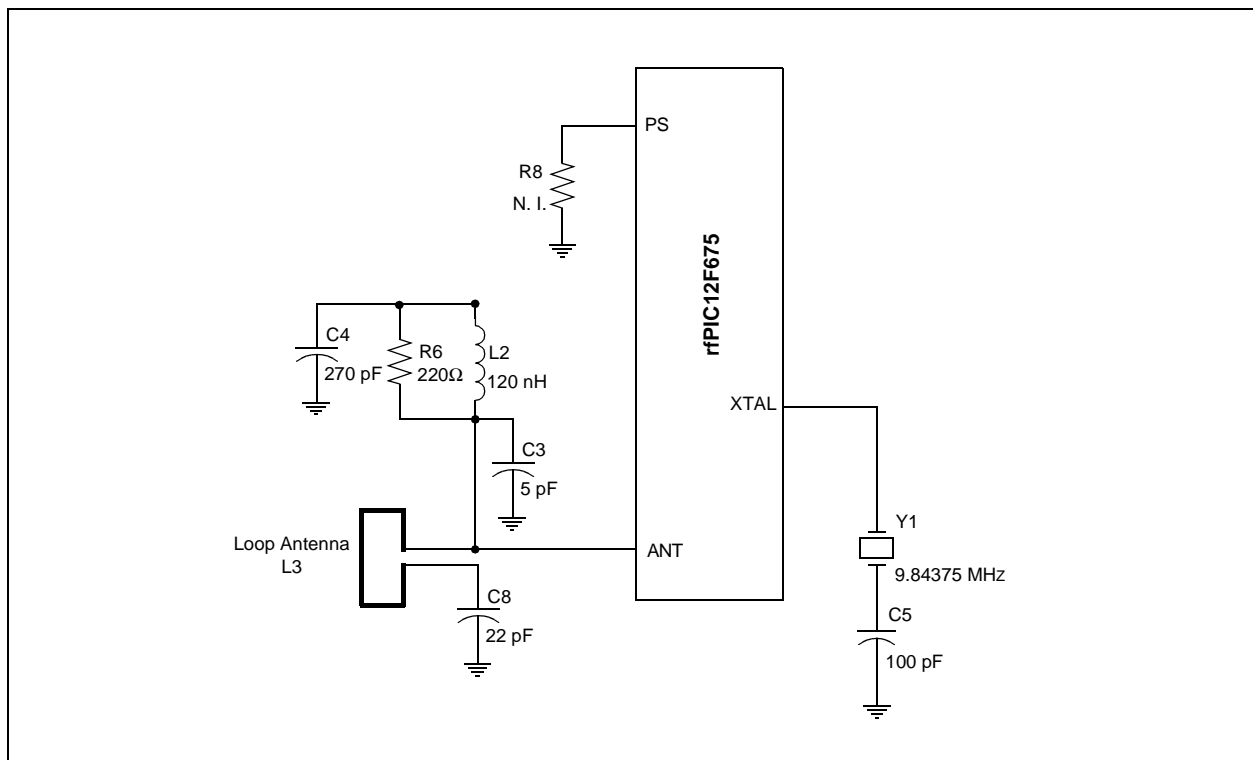 PS
R8
N. I.
rfPIC12F675
C4
270 pF
R6
220Ω
L2
120 nH
XTAL
C3
5 pF
Y1
9.84375 MHz
Loop Antenna
L3
ANT
C8
22 pF
C5
100 pF